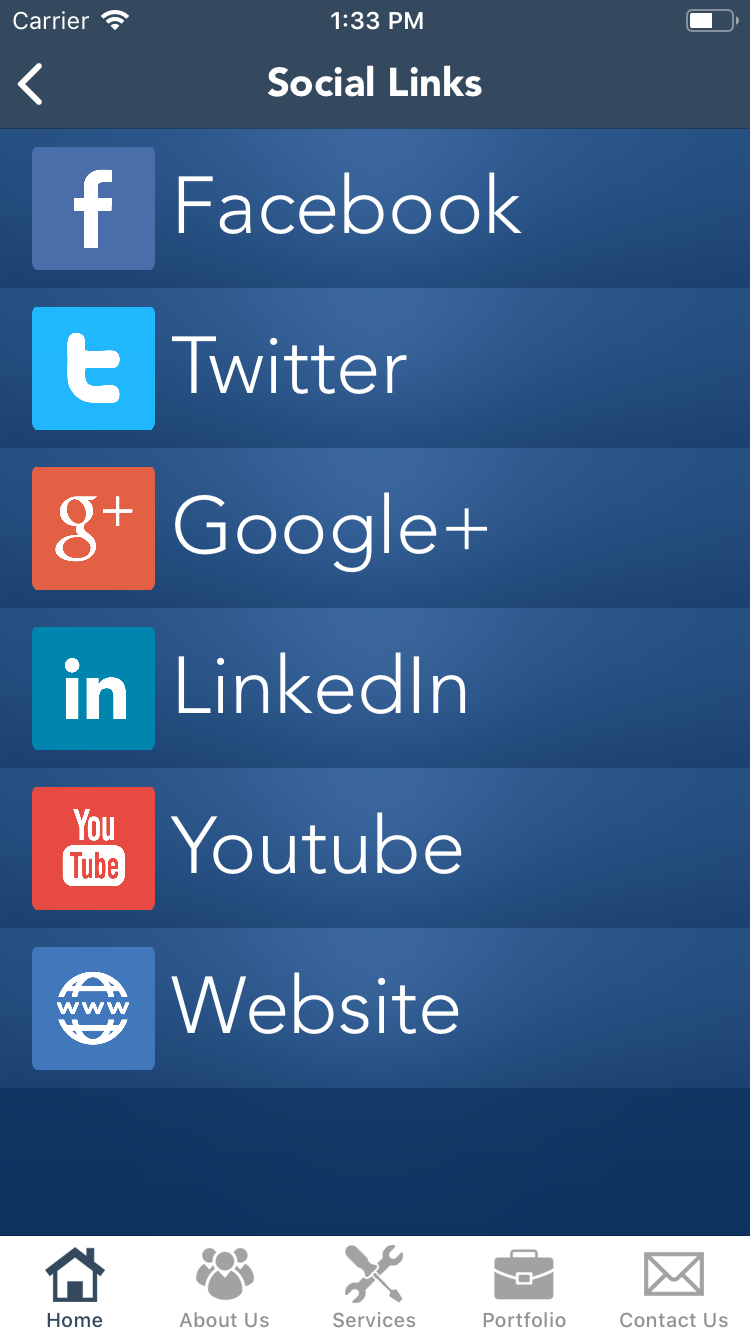 Carrier 1:33 PM
Social Links
f Facebook
t Twitter
g+ Google+
in LinkedIn
You
Tube Youtube
www Website
Home About Us Services Portfolio Contact Us